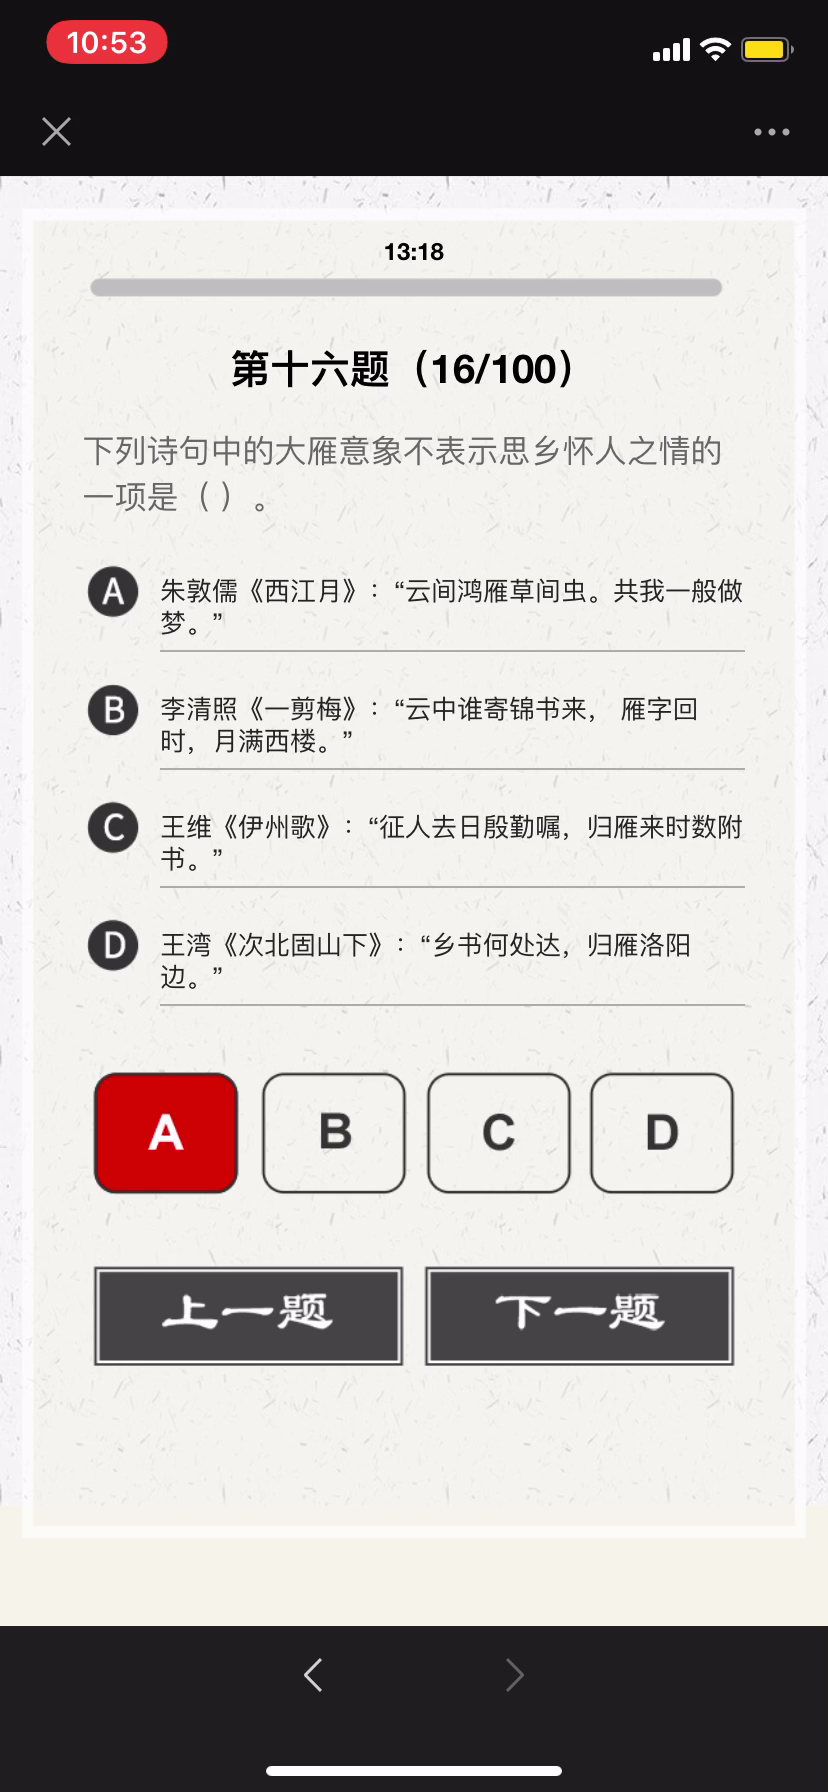 10:53
13:18
第十六题（16/100）
下列诗句中的大雁意象不表示思乡怀人之情的
一项是（ ）。
A 朱敦儒《西江月》：“云间鸿雁草间虫。共我一般做
梦。”
B 李清照《一剪梅》：“云中谁寄锦书来， 雁字回
时，月满西楼。”
C 王维《伊州歌》：“征人去日殷勤嘱，归雁来时数附
书。”
D 王湾《次北固山下》：“乡书何处达，归雁洛阳
边。”
A B C D
上一题 下一题